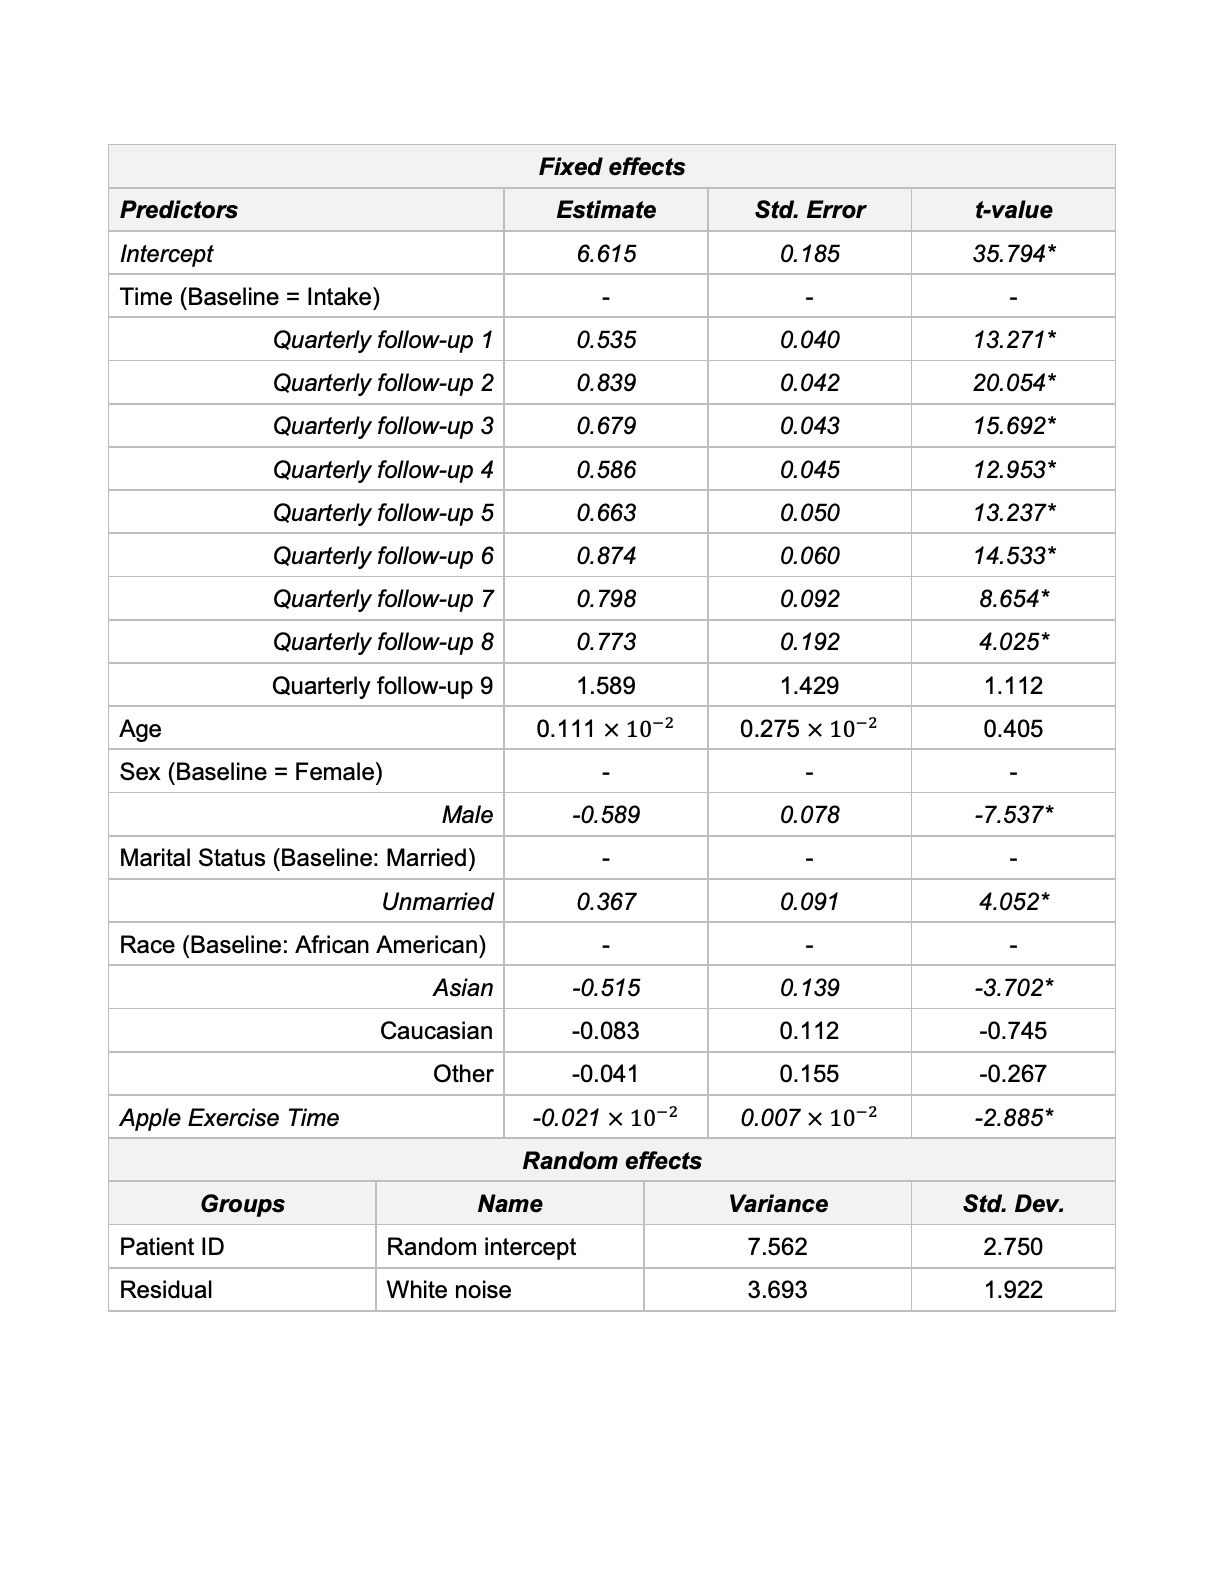 Fixed effects
Predictors Estimate Std. Error t-value
Intercept 6.615 0.185 35.794*
Time (Baseline = Intake) - - -
Quarterly follow-up 1 0.535 0.040 13.271*
Quarterly follow-up 2 0.839 0.042 20.054*
Quarterly follow-up 3 0.679 0.043 15.692*
Quarterly follow-up 4 0.586 0.045 12.953*
Quarterly follow-up 5 0.663 0.050 13.237*
Quarterly follow-up 6 0.874 0.060 14.533*
Quarterly follow-up 7 0.798 0.092 8.654*
Quarterly follow-up 8 0.773 0.192 4.025*
Quarterly follow-up 9 1.589 1.429 1.112
Age 0.111 × 10⁻² 0.275 × 10⁻² 0.405
Sex (Baseline = Female) - - -
Male -0.589 0.078 -7.537*
Marital Status (Baseline: Married) - - -
Unmarried 0.367 0.091 4.052*
Race (Baseline: African American) - - -
Asian -0.515 0.139 -3.702*
Caucasian -0.083 0.112 -0.745
Other -0.041 0.155 -0.267
Apple Exercise Time -0.021 × 10⁻² 0.007 × 10⁻² -2.885*
Random effects
Groups Name Variance Std. Dev.
Patient ID Random intercept 7.562 2.750
Residual White noise 3.693 1.922